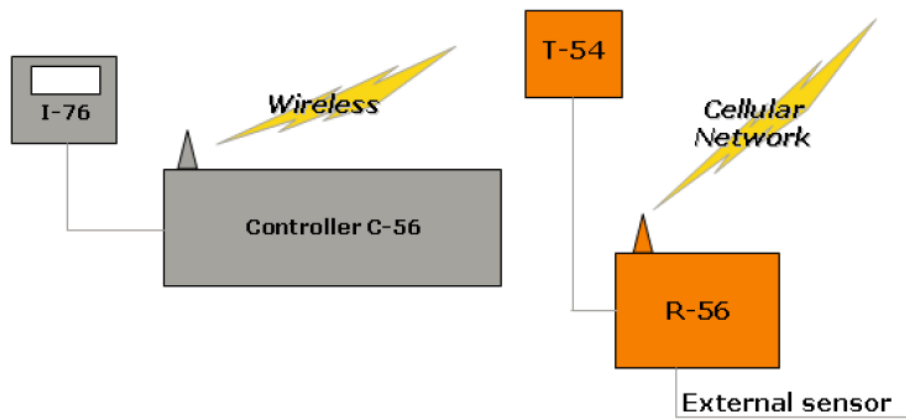 I-76
Wireless
Controller C-56
T-54
Cellular
Network
R-56
External sensor